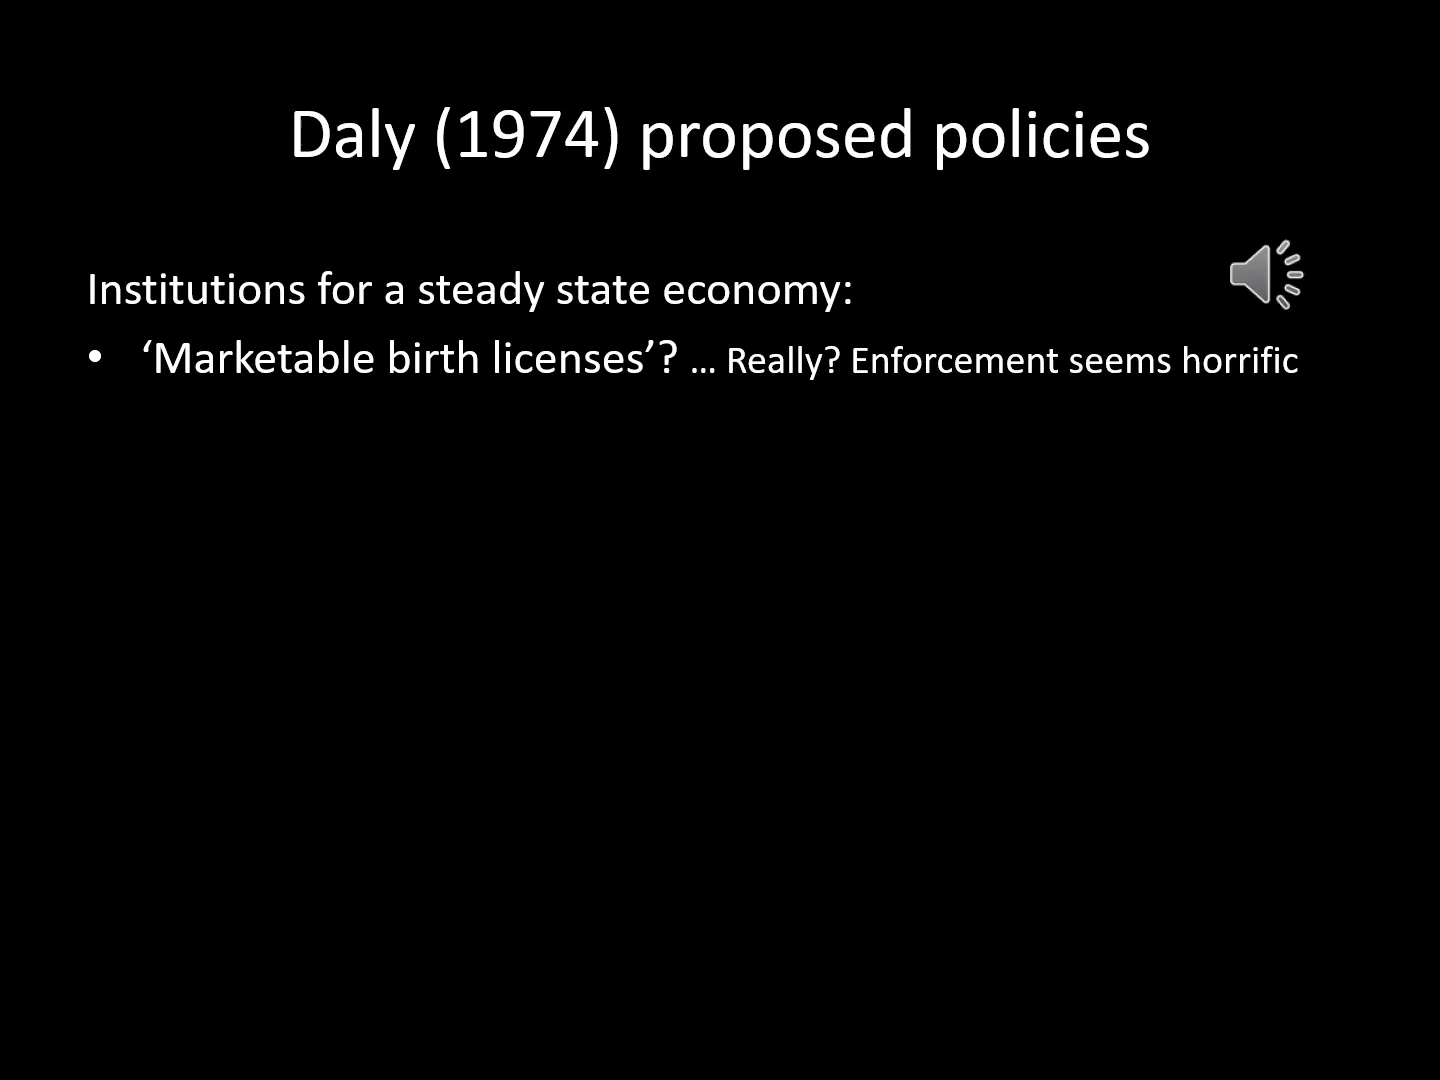 Daly (1974) proposed policies
Institutions for a steady state economy:
• ‘Marketable birth licenses’? … Really? Enforcement seems horrific